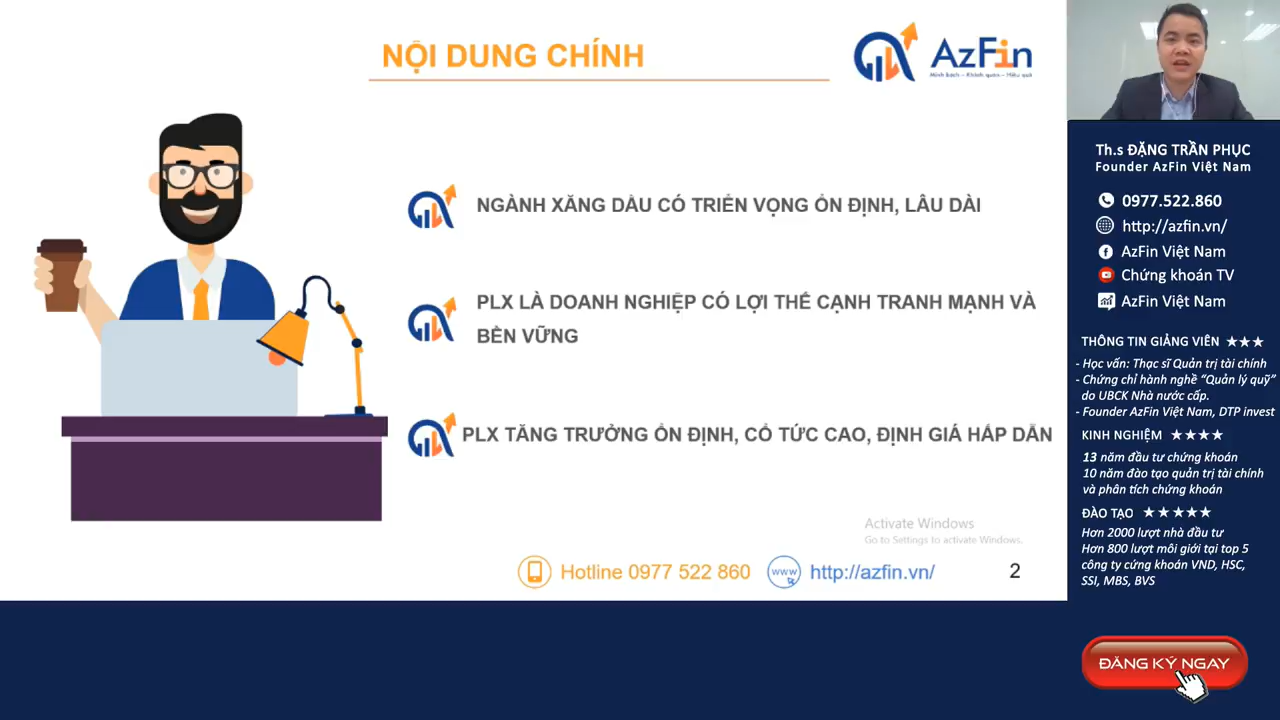 NỘI DUNG CHÍNH
AzFin
Minh bạch – Khách quan – Hiệu quả
NGÀNH XĂNG DẦU CÓ TRIỂN VỌNG ỔN ĐỊNH, LÂU DÀI
PLX LÀ DOANH NGHIỆP CÓ LỢI THẾ CẠNH TRANH MẠNH VÀ
BỀN VỮNG
PLX TĂNG TRƯỞNG ỔN ĐỊNH, CỔ TỨC CAO, ĐỊNH GIÁ HẤP DẪN
Activate Windows
Go to Settings to activate Windows.
Hotline 0977 522 860
www
http://azfin.vn/
2
Th.s ĐẶNG TRẦN PHỤC
Founder AzFin Việt Nam
0977.522.860
http://azfin.vn/
AzFin Việt Nam
Chứng khoán TV
AzFin Việt Nam
THÔNG TIN GIẢNG VIÊN ★★★
- Học vấn: Thạc sĩ Quản trị tài chính
- Chứng chỉ hành nghề “Quản lý quỹ”
do UBCK Nhà nước cấp.
- Founder AzFin Việt Nam, DTP invest
KINH NGHIỆM ★★★★
13 năm đầu tư chứng khoán
10 năm đào tạo quản trị tài chính
và phân tích chứng khoán
ĐÀO TẠO ★★★★★
Hơn 2000 lượt nhà đầu tư
Hơn 800 lượt môi giới tại top 5
công ty cứng khoán VND, HSC,
SSI, MBS, BVS
ĐĂNG KÝ NGAY